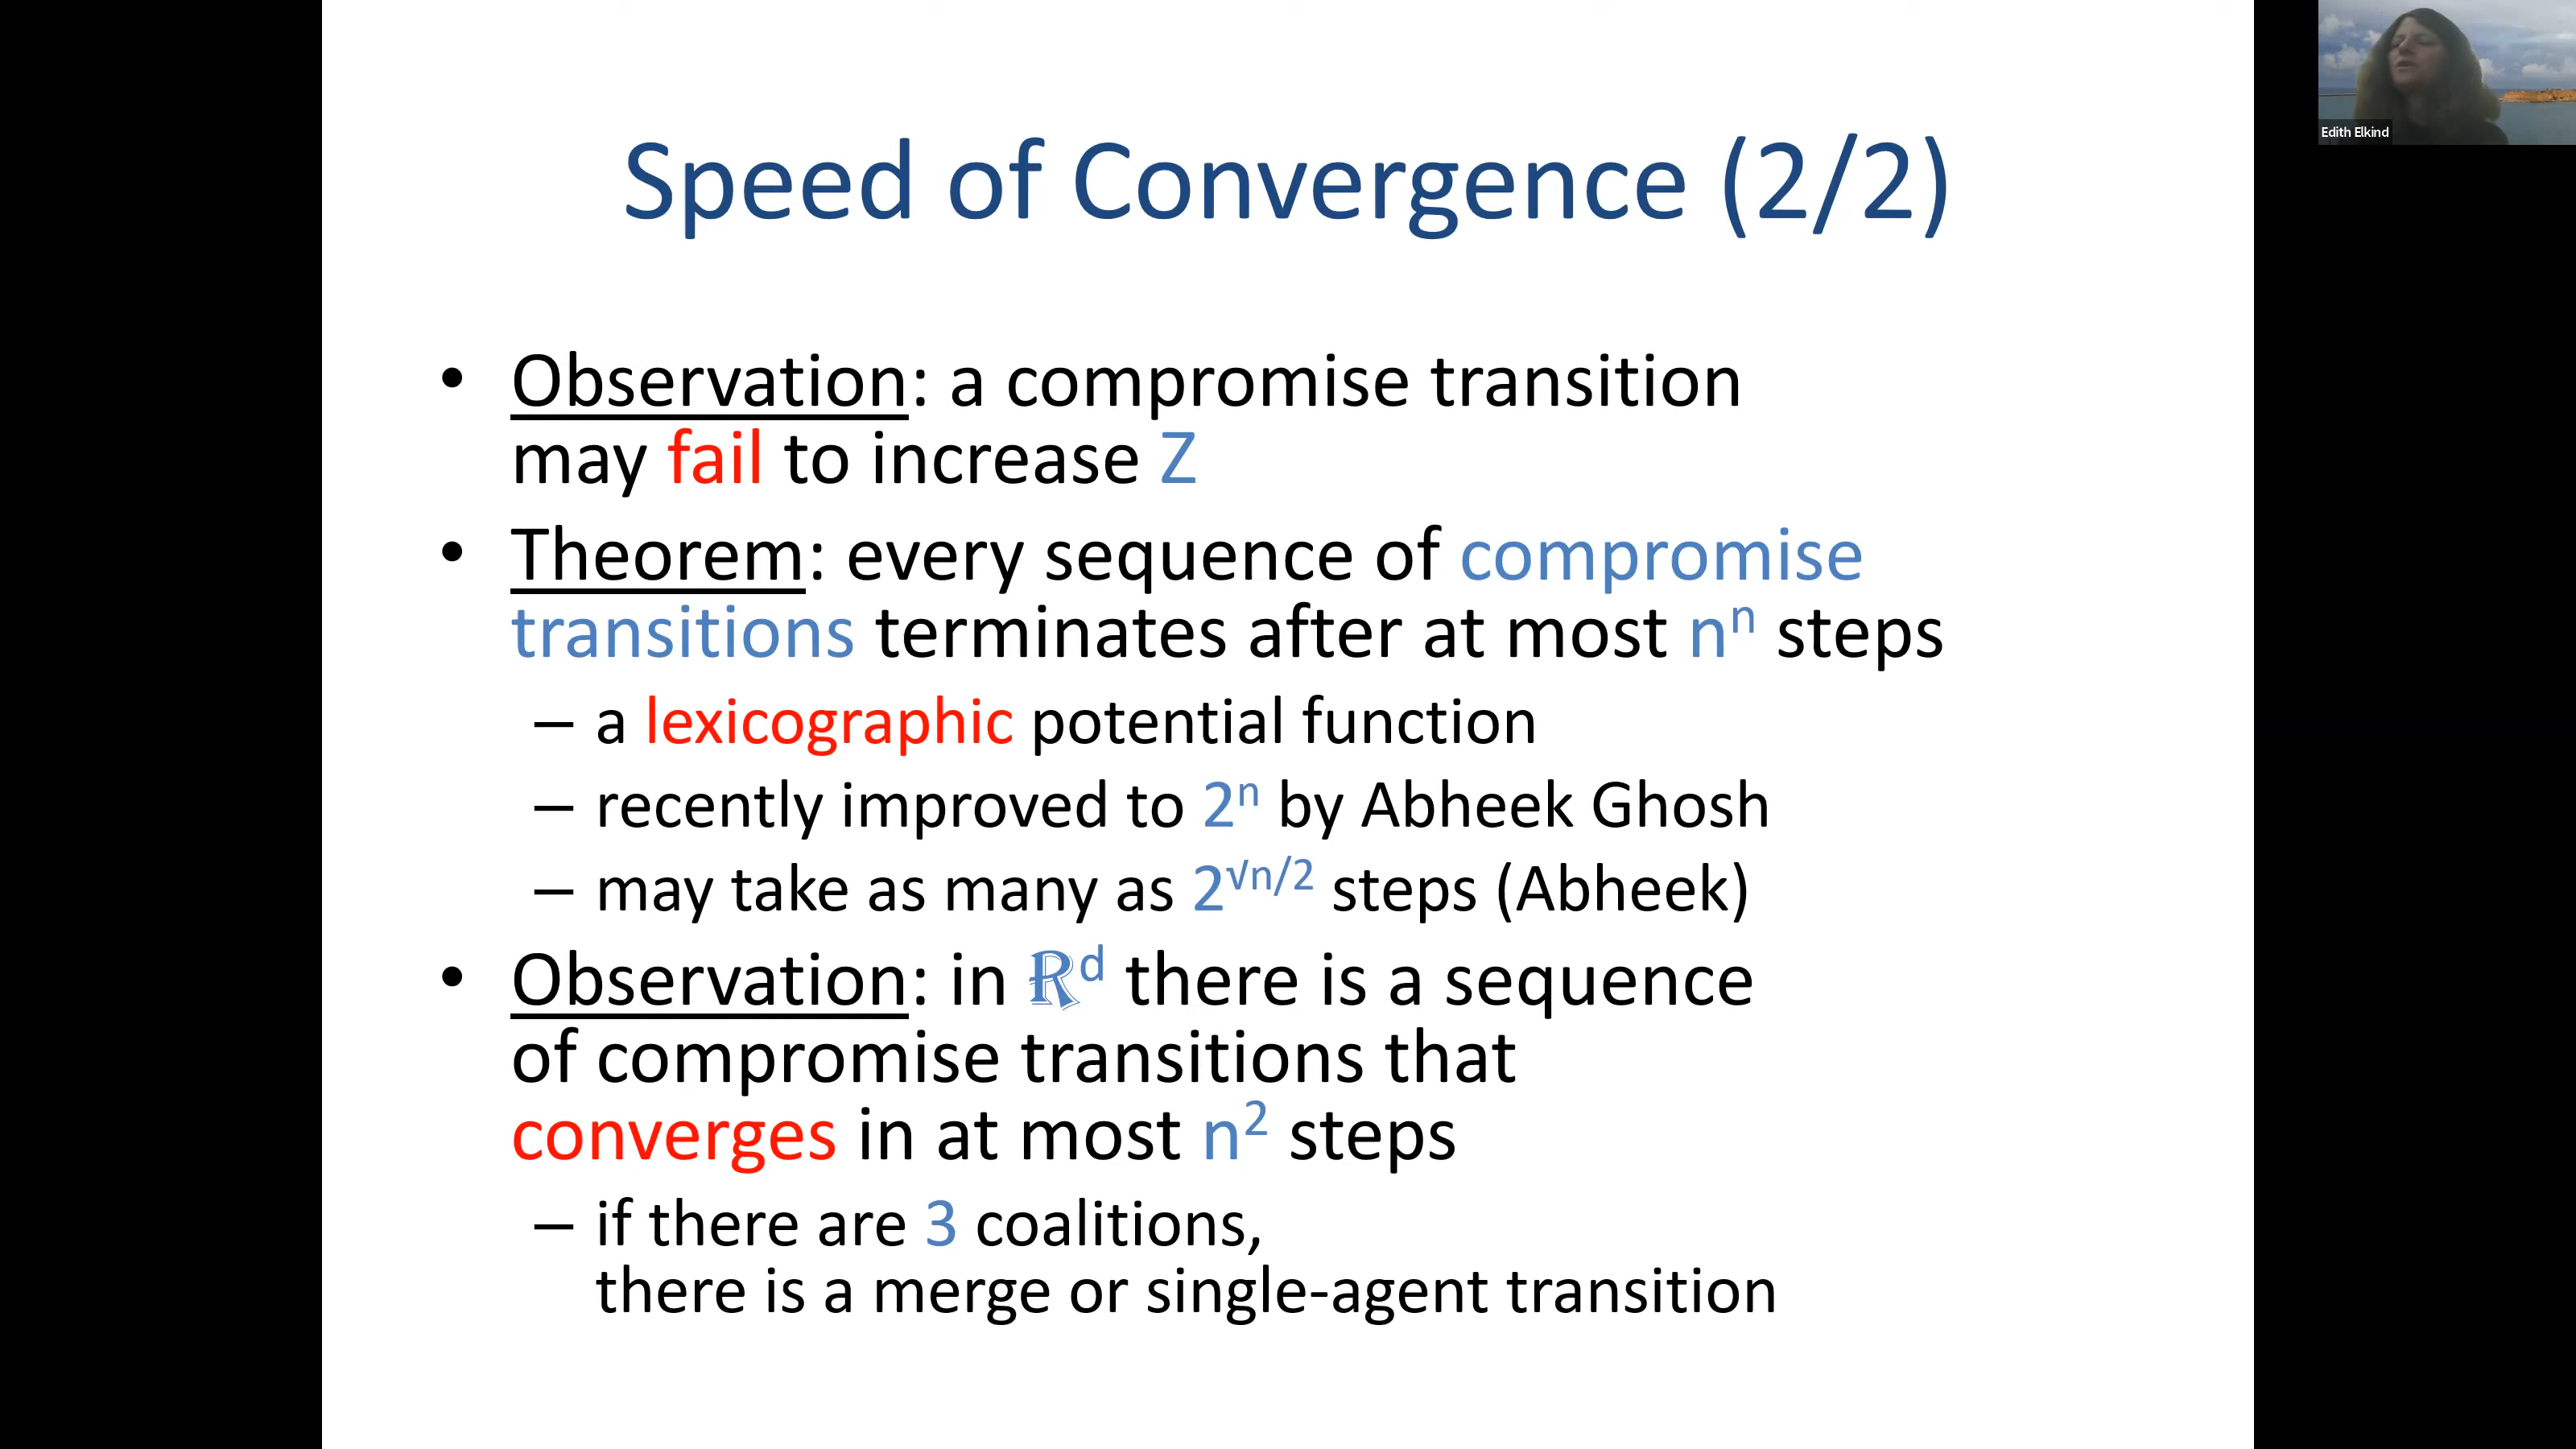 Edith Elkind
Speed of Convergence (2/2)
• Observation: a compromise transition
may fail to increase Z
• Theorem: every sequence of compromise
transitions terminates after at most nⁿ steps
– a lexicographic potential function
– recently improved to 2ⁿ by Abheek Ghosh
– may take as many as 2^√n/2 steps (Abheek)
• Observation: in ℝᵈ there is a sequence
of compromise transitions that
converges in at most n² steps
– if there are 3 coalitions,
there is a merge or single-agent transition